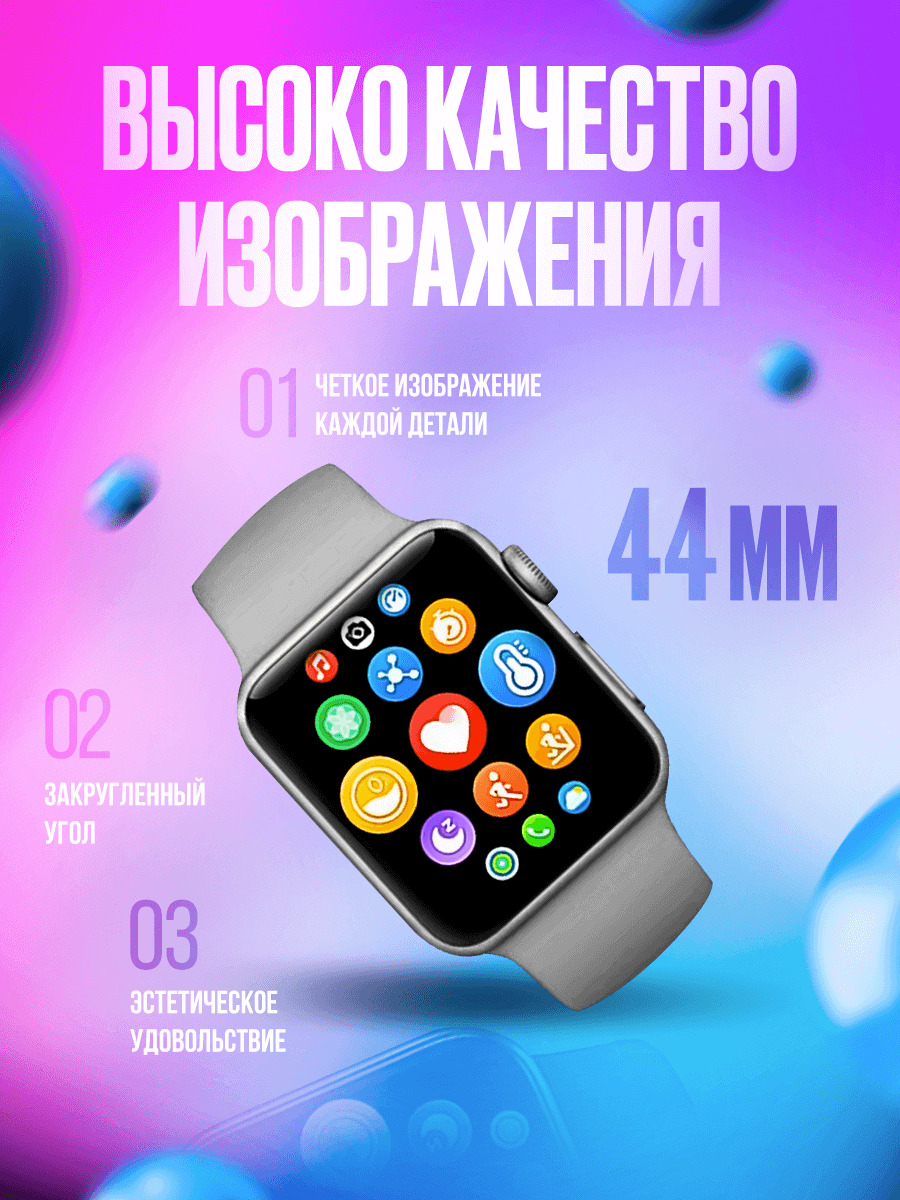 ВЫСОКО КАЧЕСТВО
ИЗОБРАЖЕНИЯ
01
ЧЕТКОЕ ИЗОБРАЖЕНИЕ
КАЖДОЙ ДЕТАЛИ
44 ММ
02
ЗАКРУГЛЕННЫЙ
УГОЛ
03
ЭСТЕТИЧЕСКОЕ
УДОВОЛЬСТВИЕ